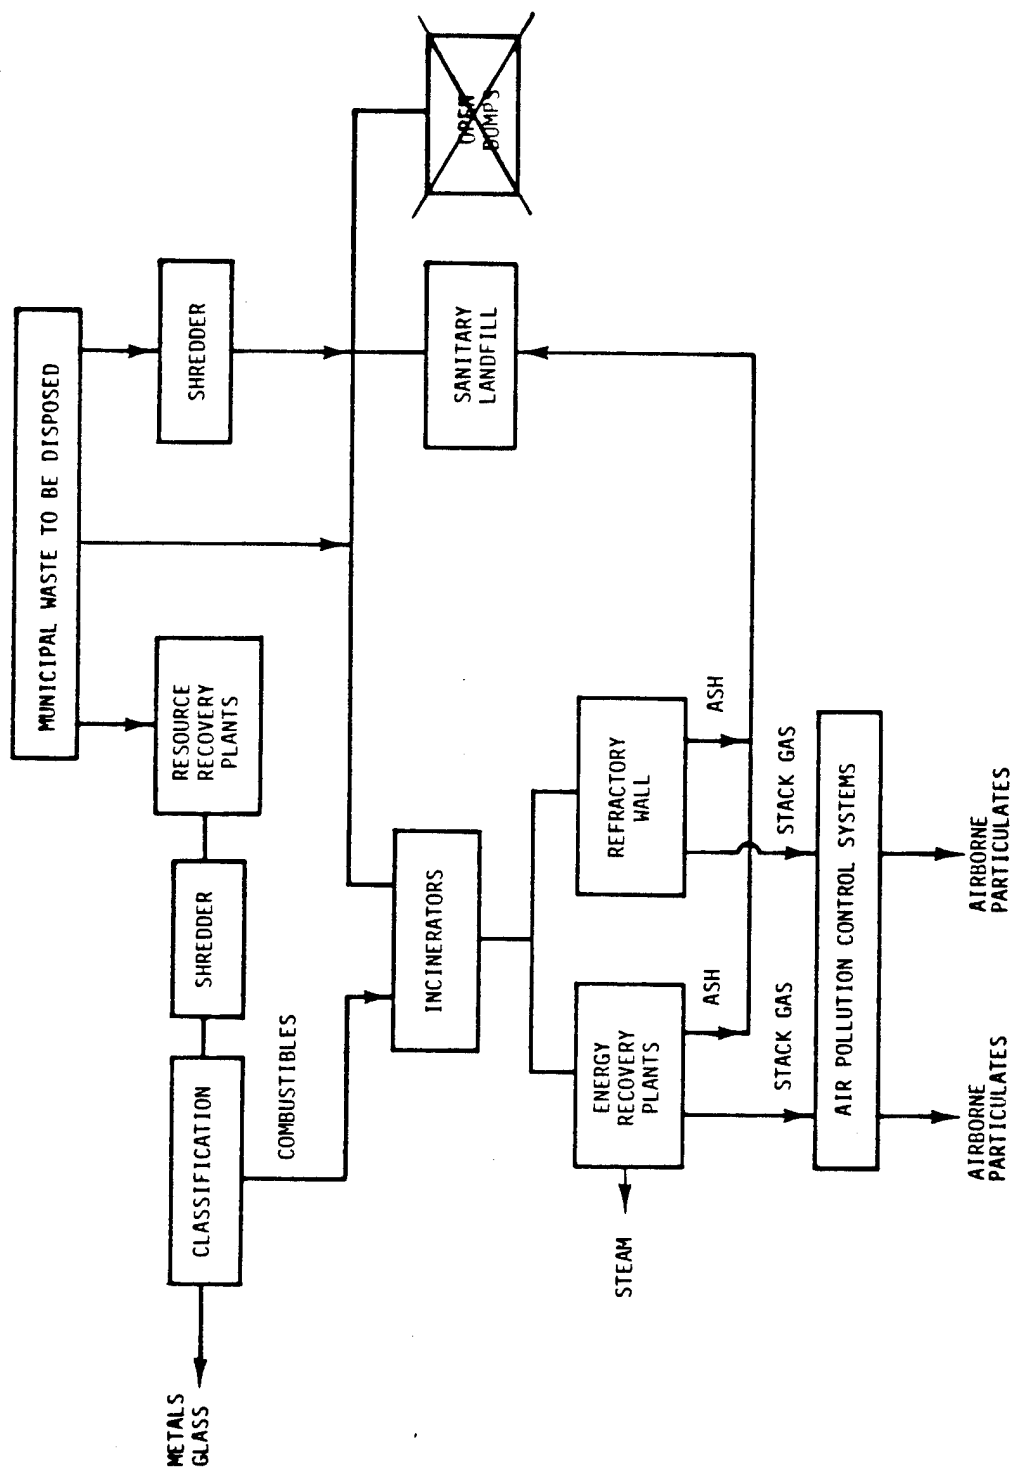 MUNICIPAL WASTE TO BE DISPOSED
RESOURCE
RECOVERY
PLANTS
SHREDDER
SHREDDER
CLASSIFICATION
METALS
GLASS
COMBUSTIBLES
INCINERATORS
SANITARY
LANDFILL
OPEN
DUMPS
ENERGY
RECOVERY
PLANTS
REFRACTORY
WALL
STEAM
ASH
ASH
STACK GAS
STACK GAS
AIR POLLUTION CONTROL SYSTEMS
AIRBORNE
PARTICULATES
AIRBORNE
PARTICULATES